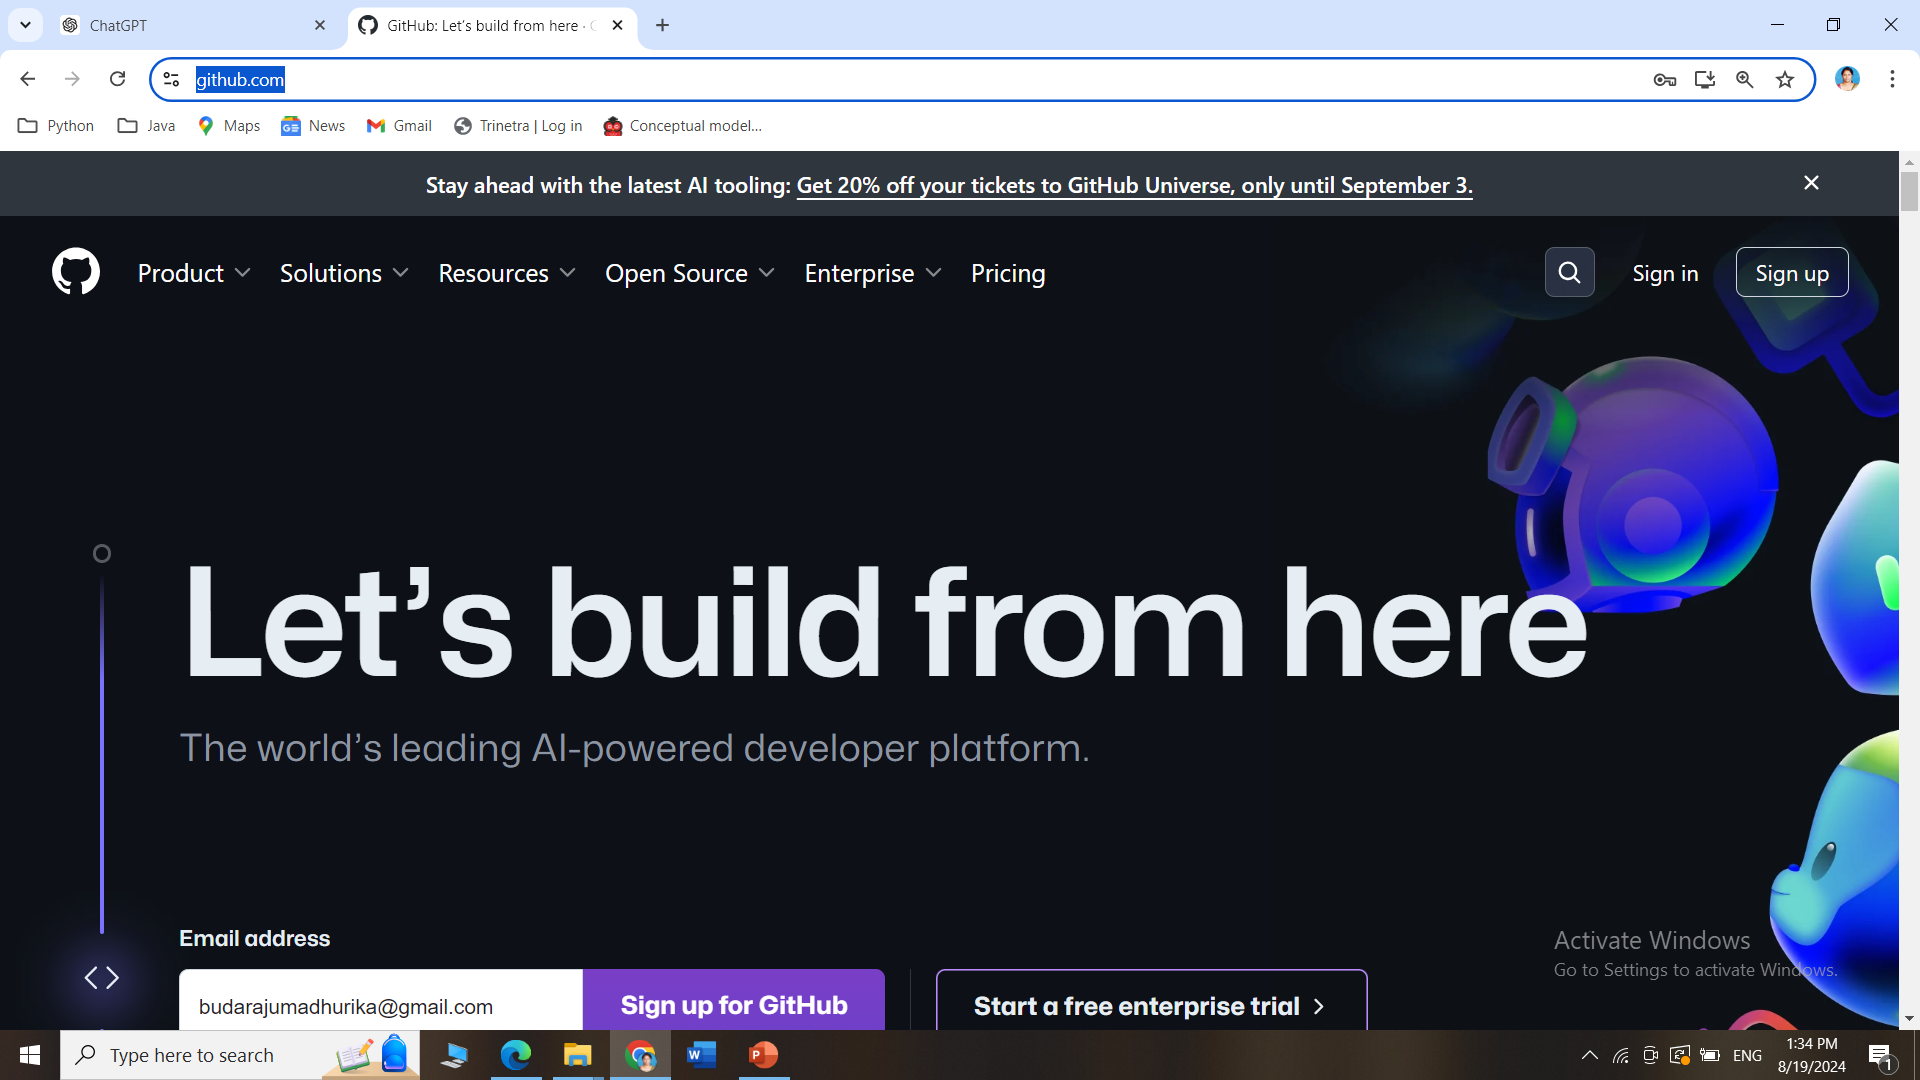 ChatGPT
GitHub: Let's build from here ·
github.com
Python
Java
Maps
News
Gmail
Trinetra | Log in
Conceptual model...
Stay ahead with the latest AI tooling: Get 20% off your tickets to GitHub Universe, only until September 3.
Product
Solutions
Resources
Open Source
Enterprise
Pricing
Sign in
Sign up
Let’s build from here
The world’s leading AI-powered developer platform.
Email address
budarajumadhurika@gmail.com
Sign up for GitHub
Start a free enterprise trial
Activate Windows
Go to Settings to activate Windows.
Type here to search
ENG
1:34 PM
8/19/2024
1